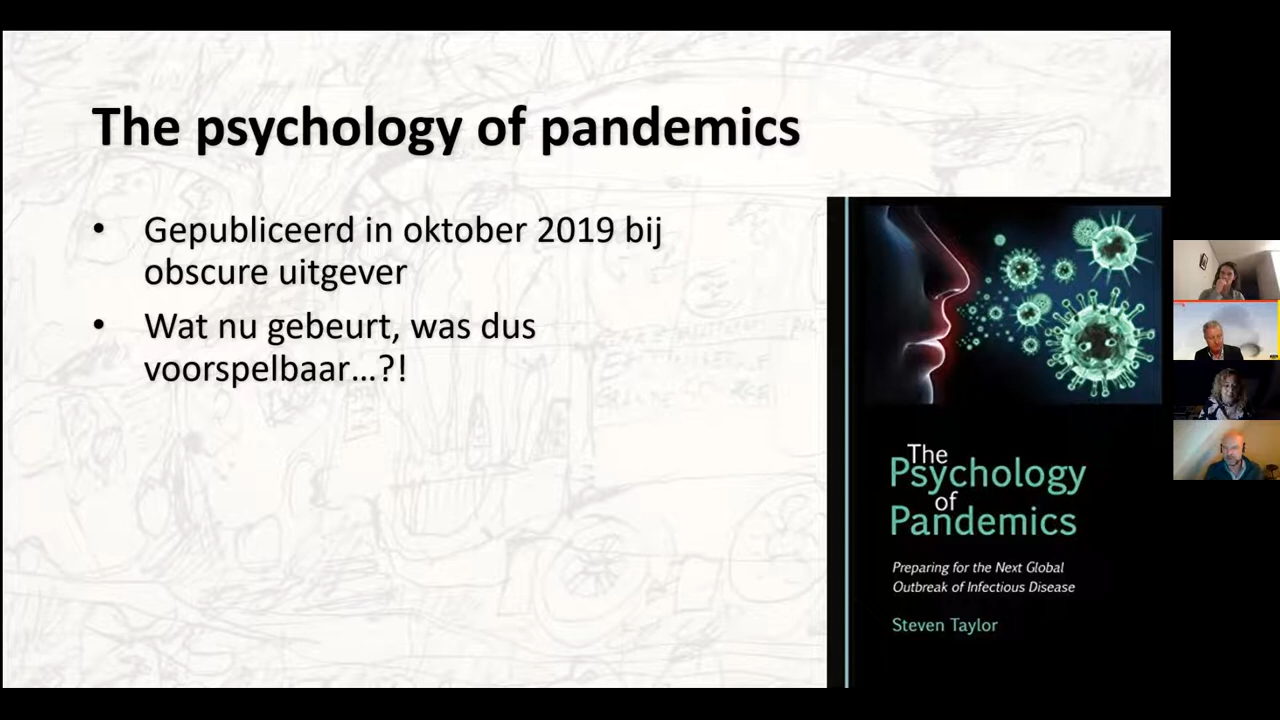 The psychology of pandemics
• Gepubliceerd in oktober 2019 bij
obscure uitgever
• Wat nu gebeurt, was dus
voorspelbaar...?!
The
Psychology
of
Pandemics
Preparing for the Next Global
Outbreak of Infectious Disease
Steven Taylor